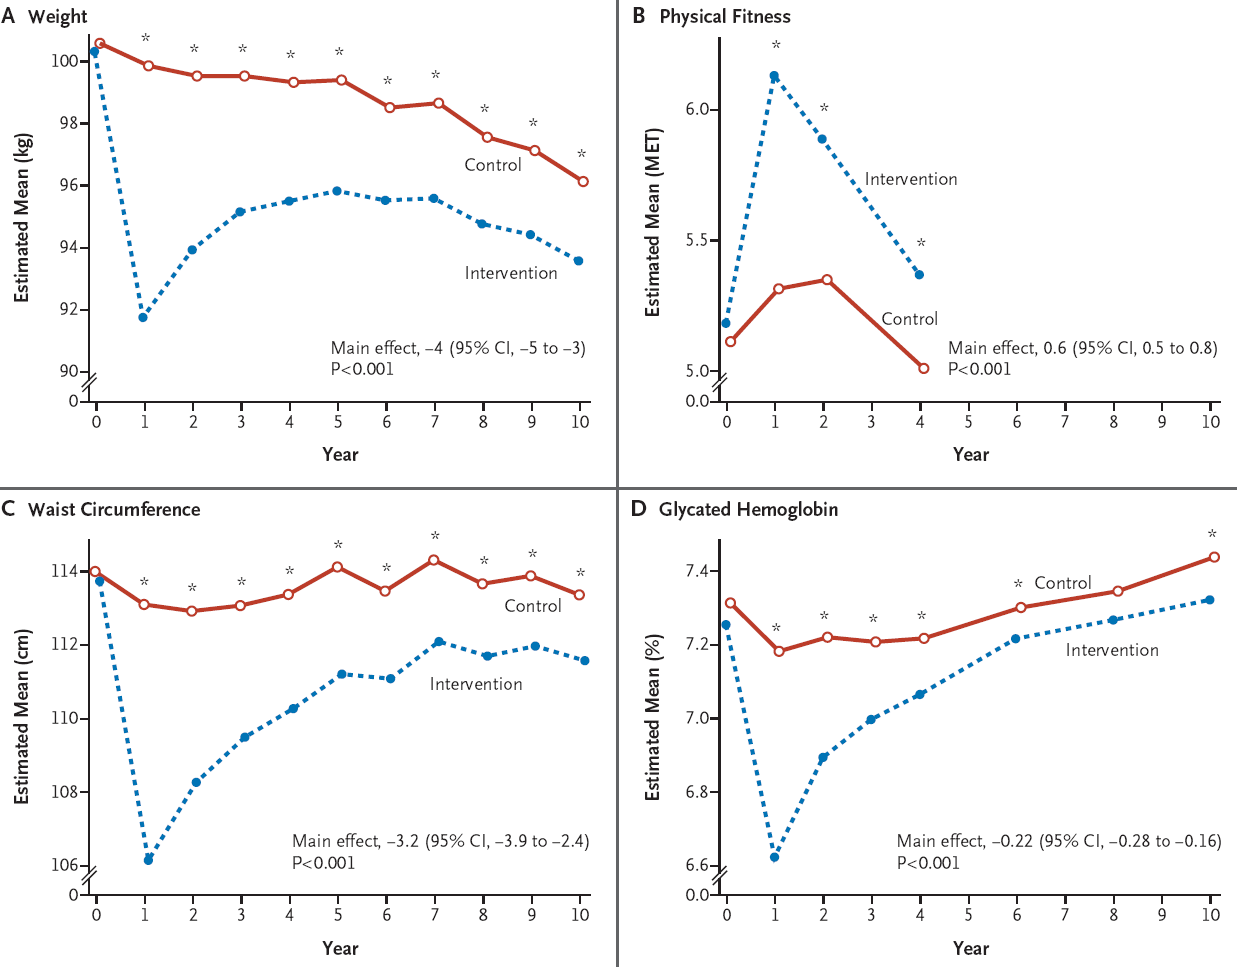 A Weight
100
98
96
94
92
90
0
Estimated Mean (kg)
* * * * * * * * * *
Control
Intervention
Main effect, –4 (95% CI, –5 to –3)
P<0.001
0 1 2 3 4 5 6 7 8 9 10
Year
B Physical Fitness
6.0
5.5
5.0
0.0
Estimated Mean (MET)
* * *
Intervention
Control
Main effect, 0.6 (95% CI, 0.5 to 0.8)
P<0.001
0 1 2 3 4 5 6 7 8 9 10
Year
C Waist Circumference
114
112
110
108
106
0
Estimated Mean (cm)
* * * * * * * * * *
Control
Intervention
Main effect, –3.2 (95% CI, –3.9 to –2.4)
P<0.001
0 1 2 3 4 5 6 7 8 9 10
Year
D Glycated Hemoglobin
7.4
7.2
7.0
6.8
6.6
0.0
Estimated Mean (%)
* * * * * *
Control
Intervention
Main effect, –0.22 (95% CI, –0.28 to –0.16)
P<0.001
0 1 2 3 4 5 6 7 8 9 10
Year